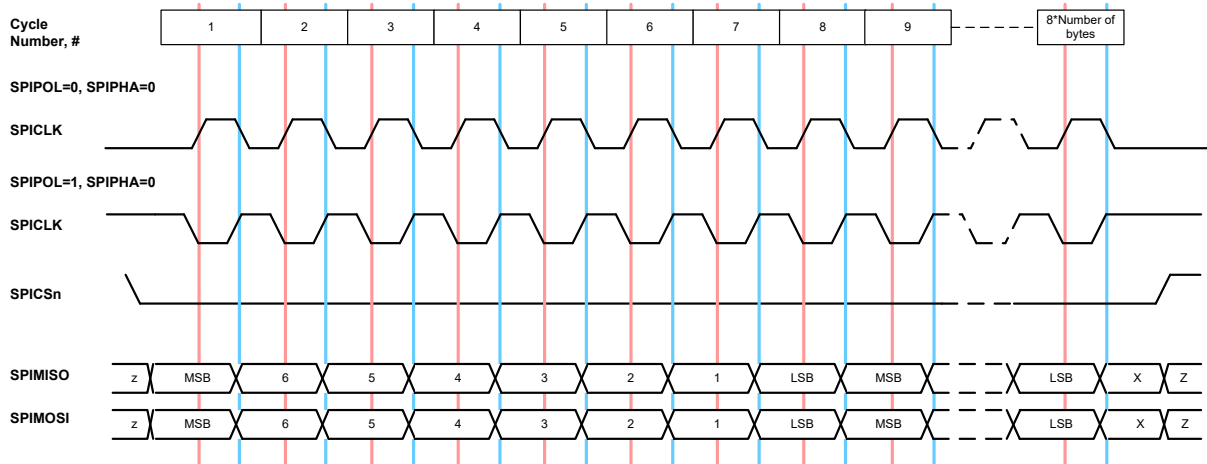 Cycle
Number, #
1 2 3 4 5 6 7 8 9
8*Number of
bytes
SPIPOL=0, SPIPHA=0
SPICLK
SPIPOL=1, SPIPHA=0
SPICLK
SPICSn
SPIMISO z MSB 6 5 4 3 2 1 LSB MSB LSB X Z
SPIMOSI z MSB 6 5 4 3 2 1 LSB MSB LSB X Z